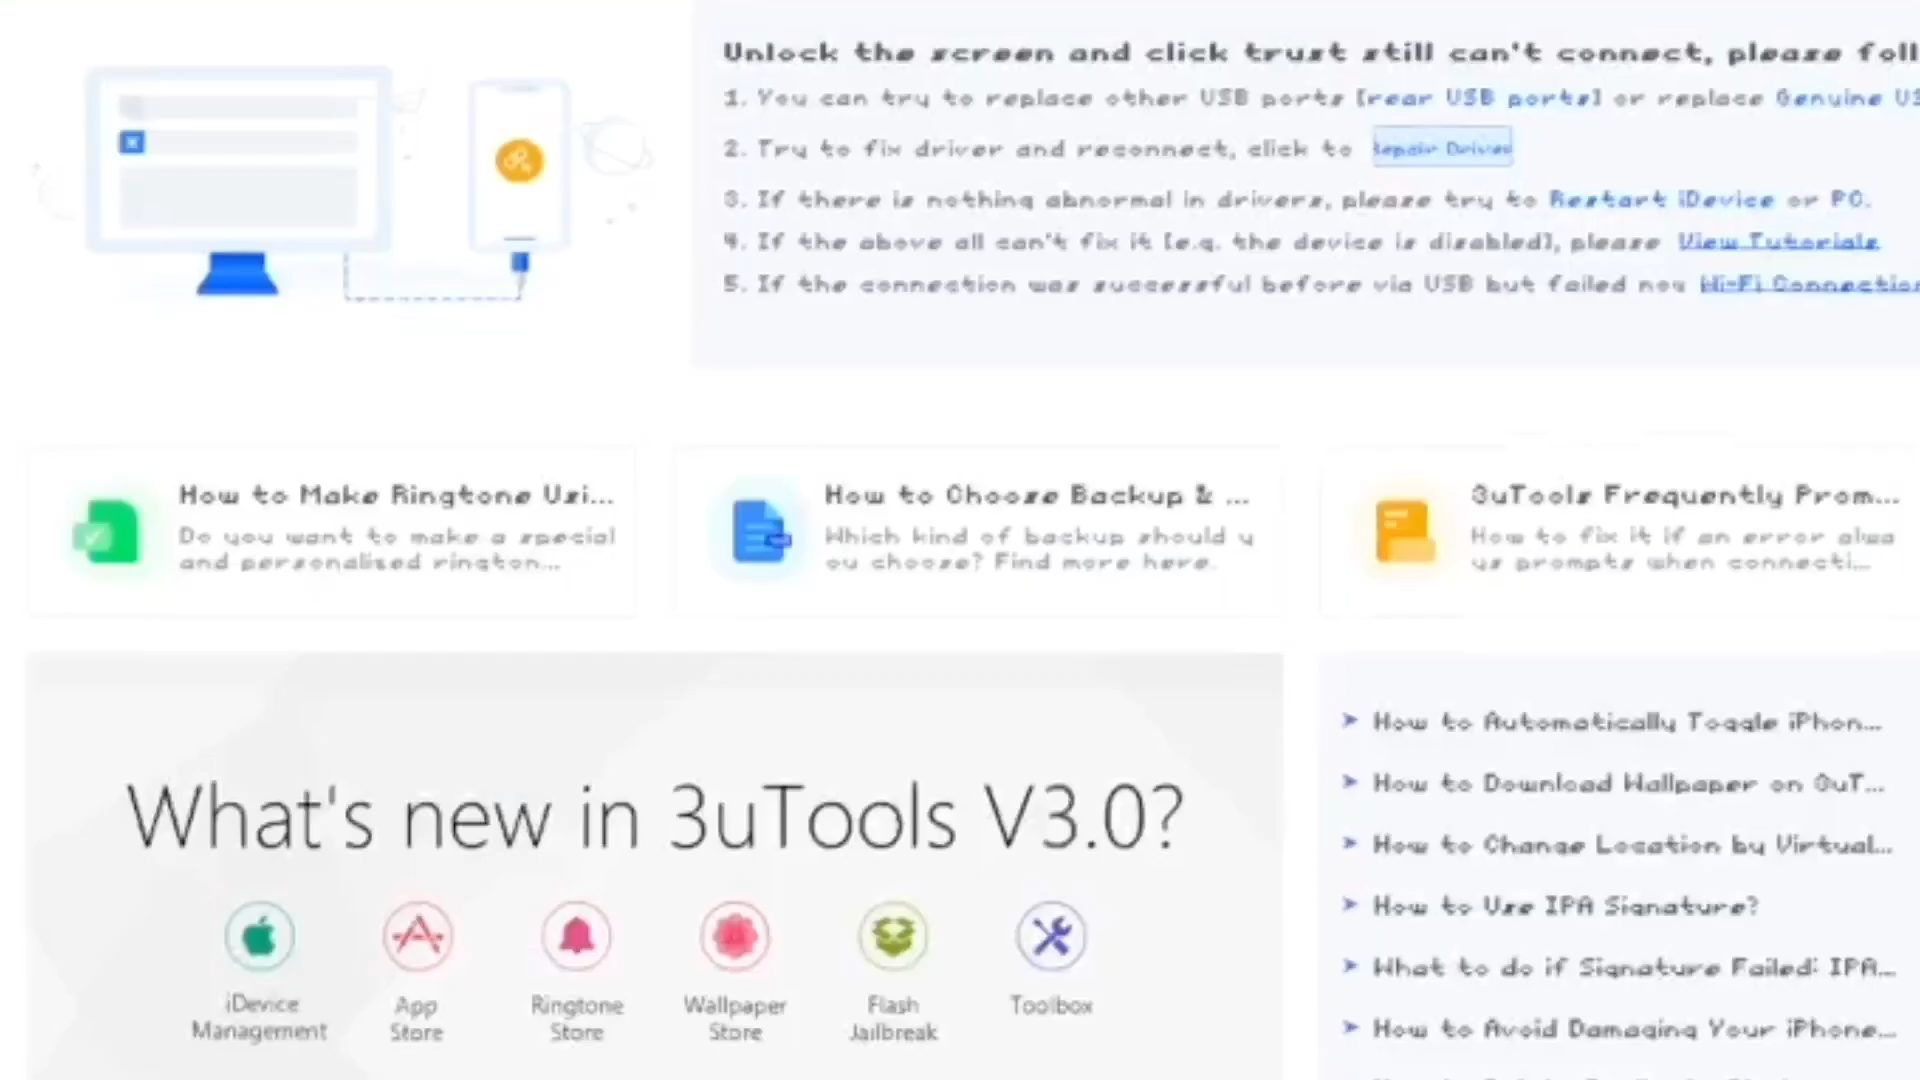 Unlock the screen and click trust still can't connect, please foll
1. You can try to replace other USB ports [rear USB ports] or replace Genuine US
2. Try to fix driver and reconnect, click to Repair Driver
3. If there is nothing abnormal in drivers, please try to Restart iDevice or PC.
4. If the above all can't fix it [e.g. the device is disabled], please View Tutorials
5. If the connection was successful before via USB but failed now Wi-Fi Connection
How to Make Ringtone Usi...
Do you want to make a special
and personalised rington...
How to Choose Backup & ...
Which kind of backup should y
ou choose? Find more here.
3uTools Frequently Prom...
How to fix it if an error alwa
ys prompts when connecti...
What's new in 3uTools V3.0?
iDevice
Management
App
Store
Ringtone
Store
Wallpaper
Store
Flash
Jailbreak
Toolbox
How to Automatically Toggle iPhon...
How to Download Wallpaper on 3uT...
How to Change Location by Virtual...
How to Use IPA Signature?
What to do if Signature Failed: IPA...
How to Avoid Damaging Your iPhone...